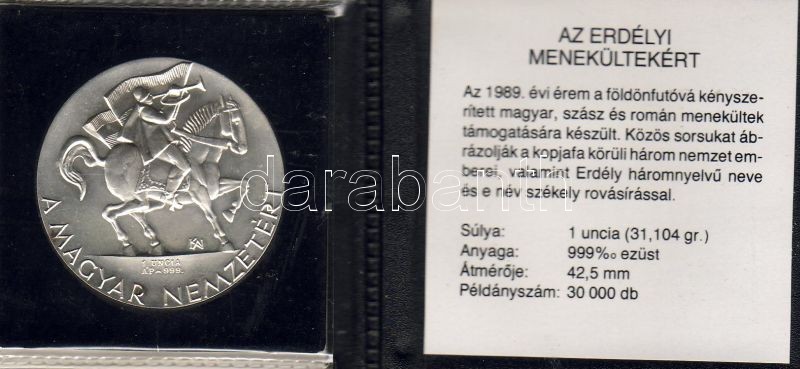 A MAGYAR NEMZETÉRT
1 UNCIA
AP-999.
AZ ERDÉLYI
MENEKÜLTEKÉRT
Az 1989. évi érem a földönfutóvá kénysze-
rített magyar, szász és román menekültek
támogatására készült. Közös sorsukat áb-
rázolják a kopjafa körüli három nemzet em-
berei, valamint Erdély háromnyelvű neve
és e név székely rovásírással.
Súlya: 1 uncia (31,104 gr.)
Anyaga: 999‰ ezüst
Átmérője: 42,5 mm
Példányszám: 30 000 db
darabanth